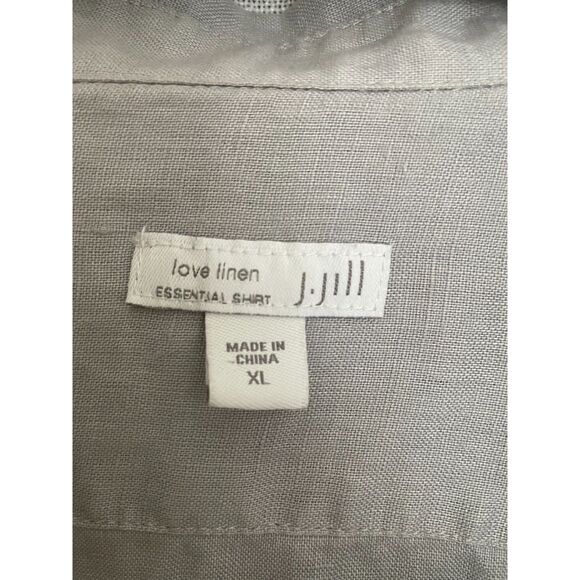 love linen
ESSENTIAL SHIRT
J.Jill
MADE IN
CHINA
XL